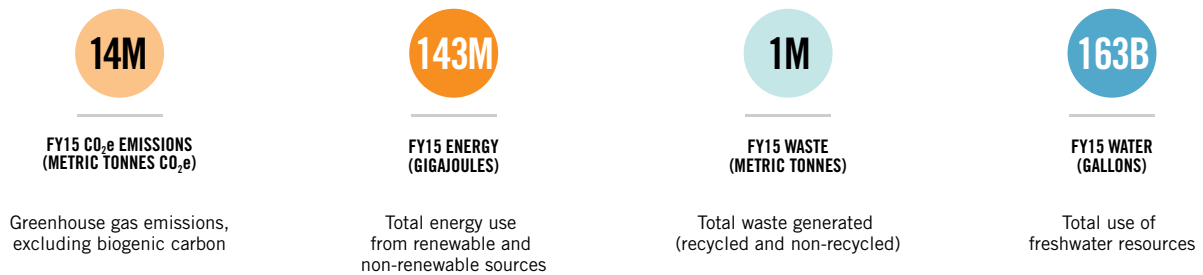 14M
FY15 CO₂e EMISSIONS
(METRIC TONNES CO₂e)
Greenhouse gas emissions,
excluding biogenic carbon
143M
FY15 ENERGY
(GIGAJOULES)
Total energy use
from renewable and
non-renewable sources
1M
FY15 WASTE
(METRIC TONNES)
Total waste generated
(recycled and non-recycled)
163B
FY15 WATER
(GALLONS)
Total use of
freshwater resources